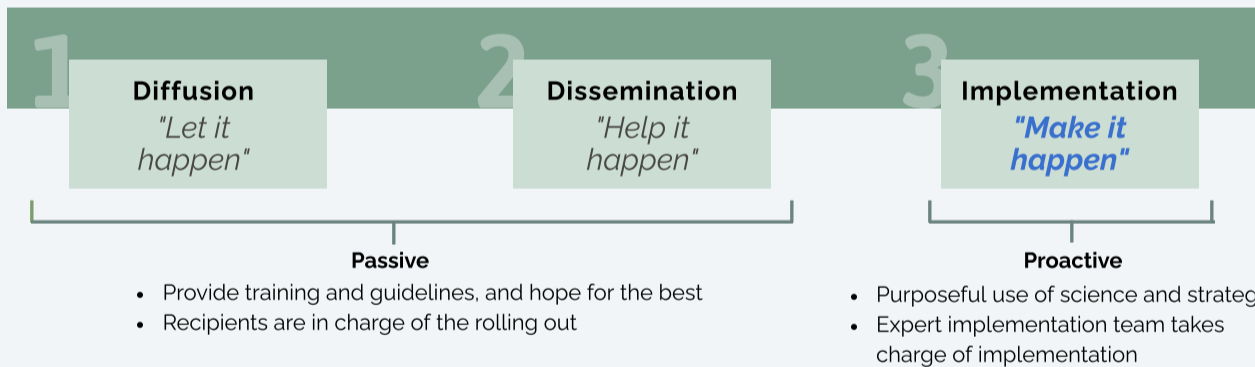 1
Diffusion
"Let it
happen"
2
Dissemination
"Help it
happen"
3
Implementation
"Make it
happen"
Passive
• Provide training and guidelines, and hope for the best
• Recipients are in charge of the rolling out
Proactive
• Purposeful use of science and strateg
• Expert implementation team takes
charge of implementation